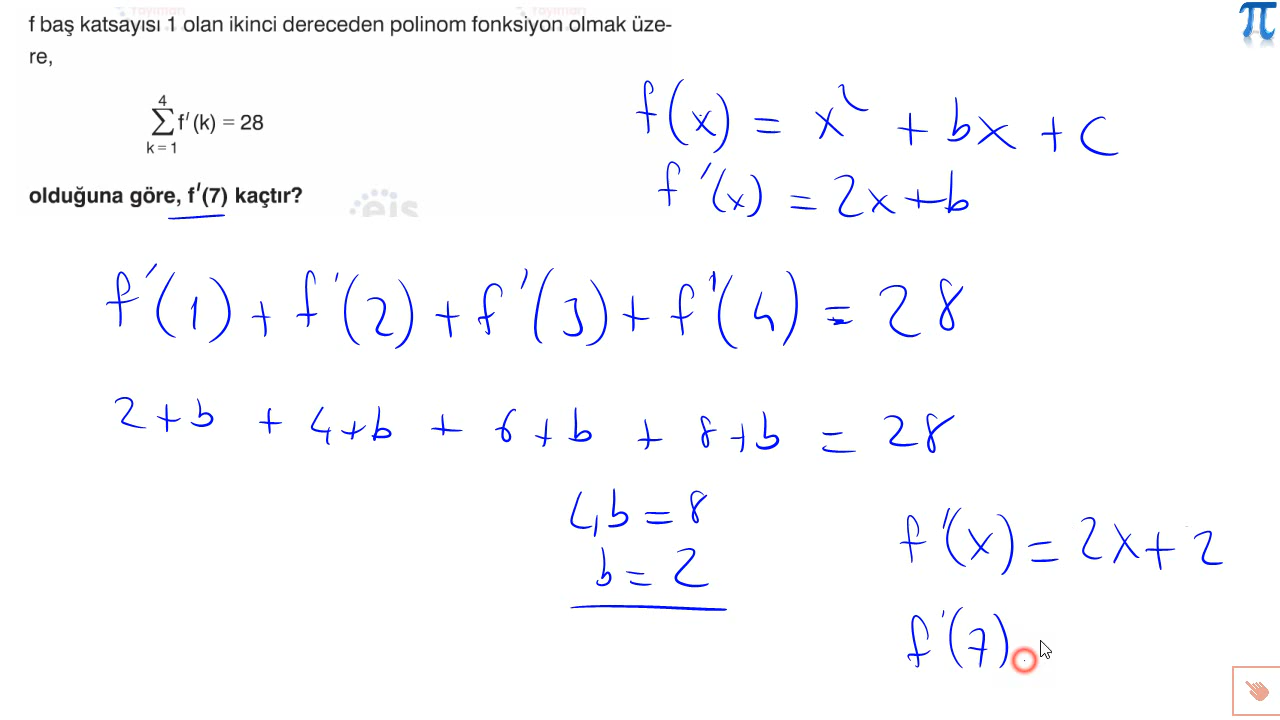 f baş katsayısı 1 olan ikinci dereceden polinom fonksiyon olmak üze-
re,
4
∑ f'(k) = 28
k = 1
olduğuna göre, f'(7) kaçtır?
eis
f(x) = x² + bx + c
f'(x) = 2x + b
f'(1) + f'(2) + f'(3) + f'(4) = 28
2 + b + 4 + b + 6 + b + 8 + b = 28
4b = 8
b = 2
f'(x) = 2x + 2
f'(7)
π